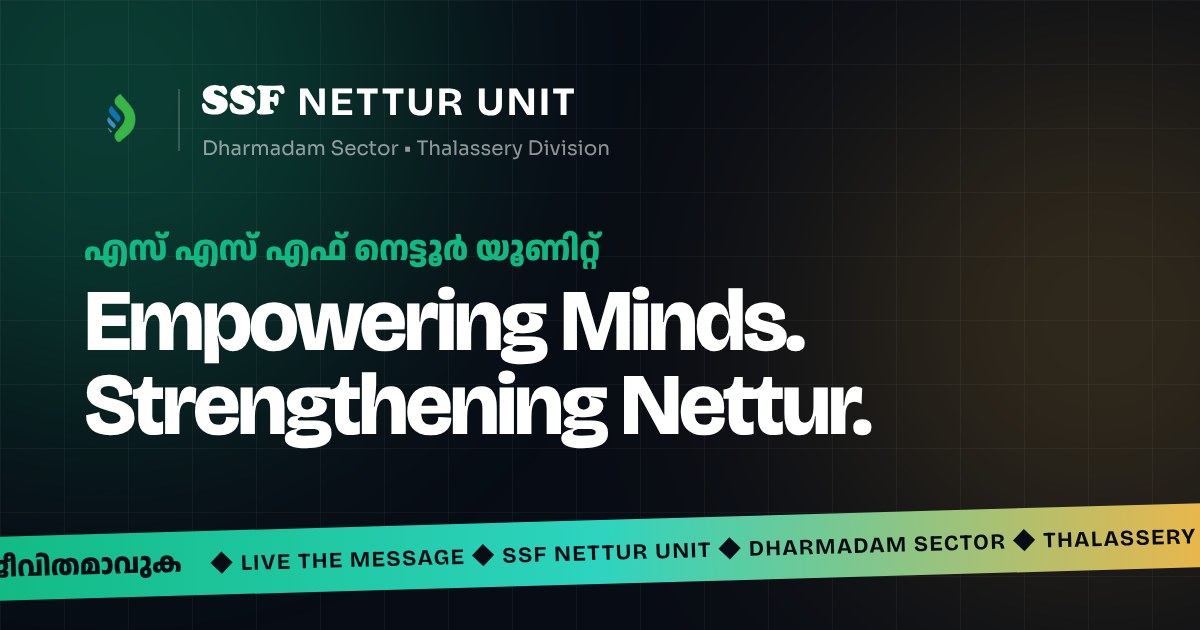 SSF NETTUR UNIT
Dharmadam Sector ▪ Thalassery Division
എസ് എസ് എഫ് നെട്ടൂർ യൂണിറ്റ്
Empowering Minds.
Strengthening Nettur.
ജീവിതമാവുക ◆ LIVE THE MESSAGE ◆ SSF NETTUR UNIT ◆ DHARMADAM SECTOR ◆ THALASSERY